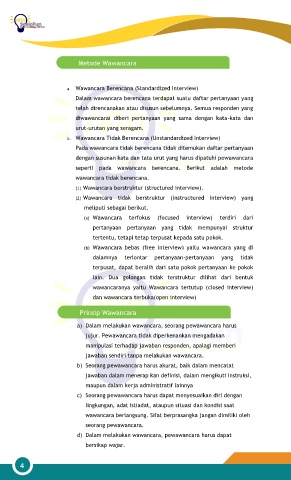 Metode Wawancara
a. Wawancara Berencana (Standardized Interview)
Dalam wawancara berencana terdapat suatu daftar pertanyaan yang
telah direncanakan atau disusun sebelumnya. Semua responden yang
diwawancarai diberi pertanyaan yang sama dengan kata-kata dan
urut-urutan yang seragam.
b. Wawancara Tidak Berencana (Unstandardized Interview)
Pada wawancara tidak berencana tidak ditemukan daftar pertanyaan
dengan susunan kata dan tata urut yang harus dipatuhi pewawancara
seperti pada wawancara berencana. Berikut adalah metode
wawancara tidak berencana.
(1) Wawancara berstruktur (structured interview).
(2) Wawancara tidak berstruktur (instructured interview) yang
meliputi sebagai berikut.
(a) Wawancara terfokus (focused interview) terdiri dari
pertanyaan pertanyaan yang tidak mempunyai struktur
tertentu, tetapi tetap terpusat kepada satu pokok.
(b) Wawancara bebas (free interview) yaitu wawancara yang di
dalamnya terlontar pertanyaan-pertanyaan yang tidak
terpusat, dapat beralih dari satu pokok pertanyaan ke pokok
lain. Dua golongan tidak terstruktur dilihat dari bentuk
wawancaranya yaitu Wawancara tertutup (closed interview)
dan wawancara terbuka(open interview)
Prinsip Wawancara
a) Dalam melakukan wawancara, seorang pewawancara harus
jujur. Pewawancara tidak diperkenankan mengadakan
manipulasi terhadap jawaban responden, apalagi memberi
jawaban sendiri tanpa melakukan wawancara.
b) Seorang pewawancara harus akurat, baik dalam mencatat
jawaban dalam menerap kan definisi, dalam mengikuti instruksi,
maupun dalam kerja administratif lainnya
c) Seorang pewawancara harus dapat menyesuaikan diri dengan
lingkungan, adat istiadat, ataupun situasi dan kondisi saat
wawancara berlangsung. Sifat berprasangka jangan dimiliki oleh
seorang pewawancara.
d) Dalam melakukan wawancara, pewawancara harus dapat
bersikap wajar.
4